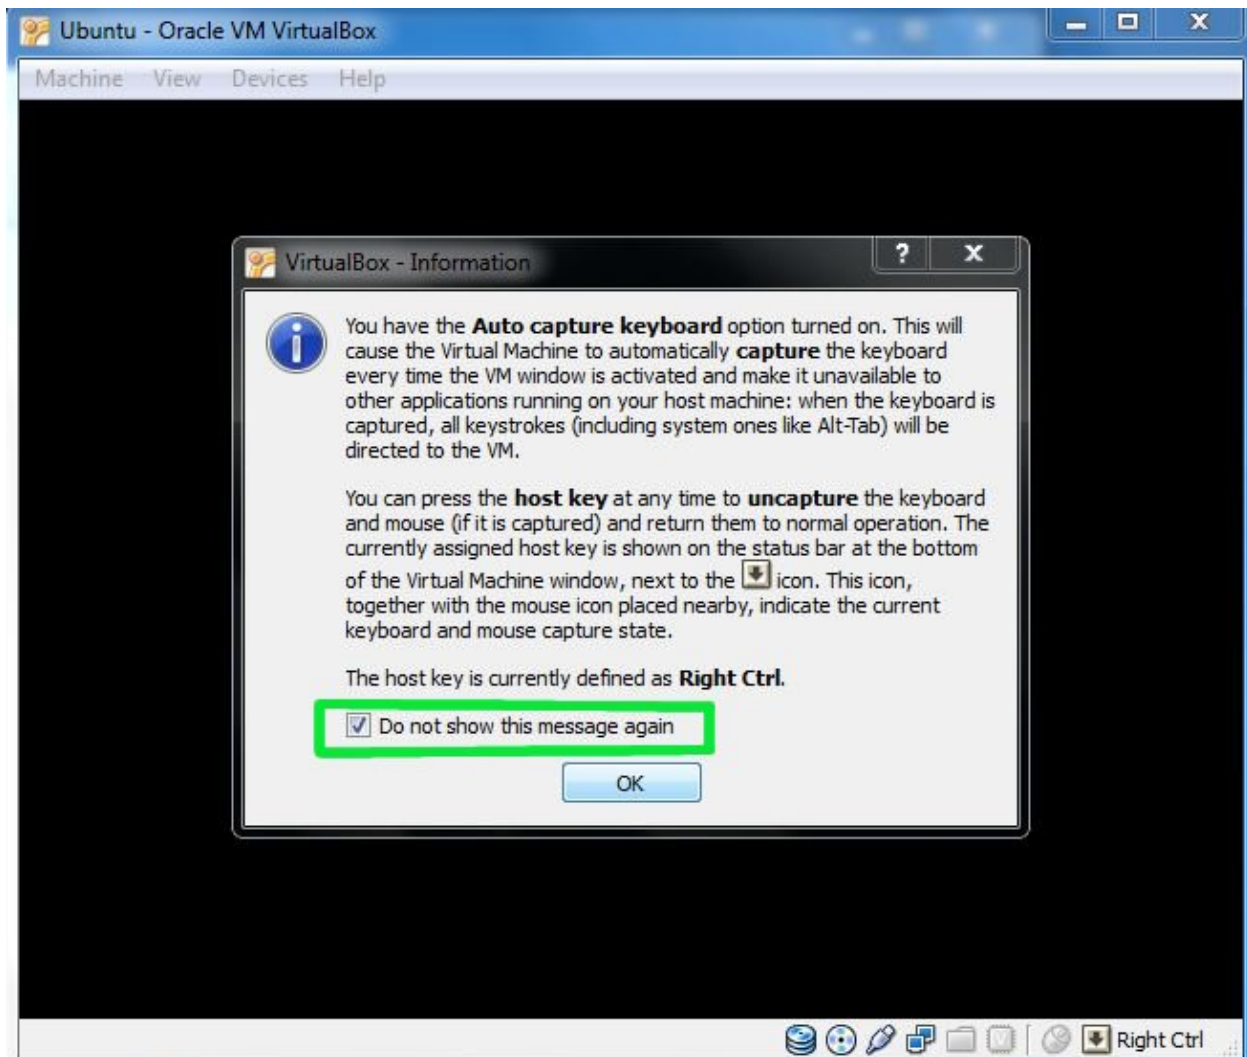 Ubuntu - Oracle VM VirtualBox
Machine View Devices Help
VirtualBox - Information
You have the Auto capture keyboard option turned on. This will
cause the Virtual Machine to automatically capture the keyboard
every time the VM window is activated and make it unavailable to
other applications running on your host machine: when the keyboard is
captured, all keystrokes (including system ones like Alt-Tab) will be
directed to the VM.
You can press the host key at any time to uncapture the keyboard
and mouse (if it is captured) and return them to normal operation. The
currently assigned host key is shown on the status bar at the bottom
of the Virtual Machine window, next to the icon. This icon,
together with the mouse icon placed nearby, indicate the current
keyboard and mouse capture state.
The host key is currently defined as Right Ctrl.
Do not show this message again
OK
Right Ctrl